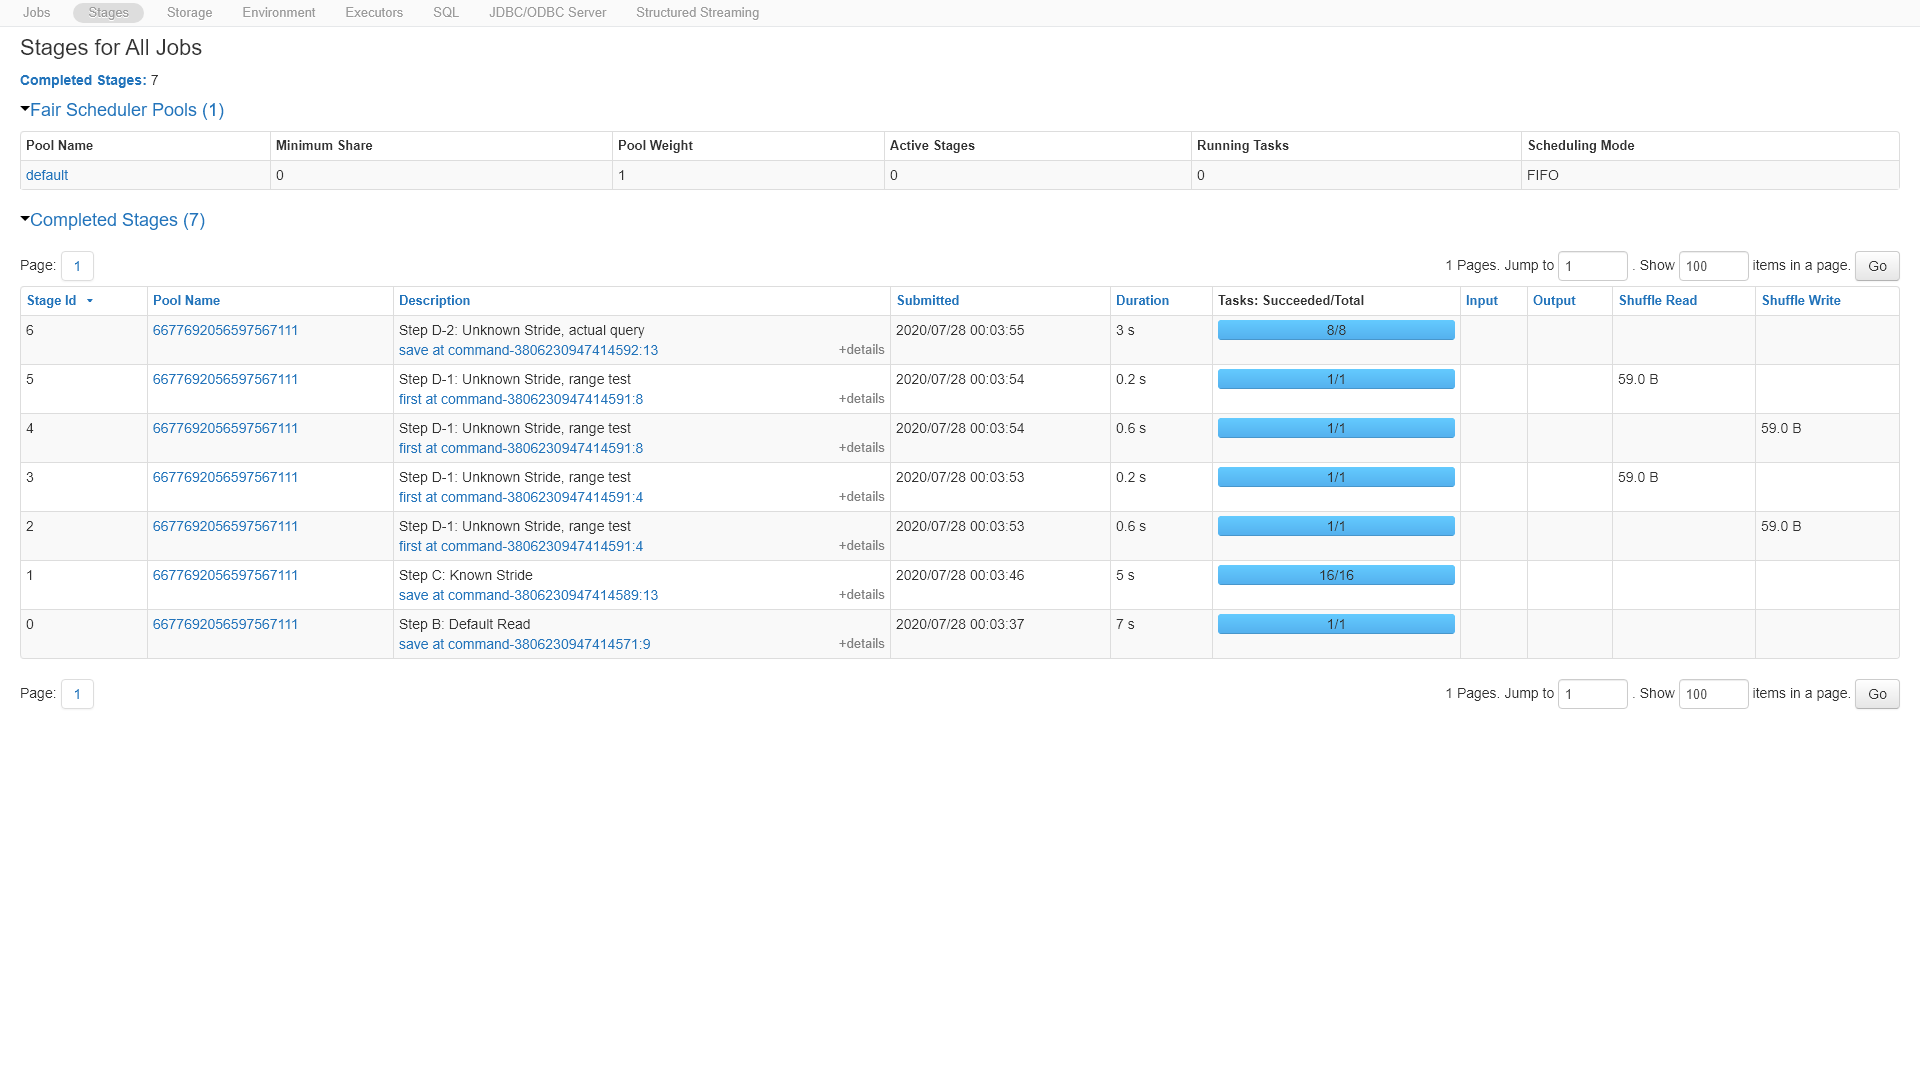 Jobs Stages Storage Environment Executors SQL JDBC/ODBC Server Structured Streaming
Stages for All Jobs
Completed Stages: 7
Fair Scheduler Pools (1)
Pool Name Minimum Share Pool Weight Active Stages Running Tasks Scheduling Mode
default 0 1 0 0 FIFO
Completed Stages (7)
Page: 1 1 Pages. Jump to 1 . Show 100 items in a page. Go
Stage Id Pool Name Description Submitted Duration Tasks: Succeeded/Total Input Output Shuffle Read Shuffle Write
6 6677692056597567111 Step D-2: Unknown Stride, actual query 2020/07/28 00:03:55 3 s 8/8
save at command-3806230947414592:13 +details
5 6677692056597567111 Step D-1: Unknown Stride, range test 2020/07/28 00:03:54 0.2 s 1/1 59.0 B
first at command-3806230947414591:8 +details
4 6677692056597567111 Step D-1: Unknown Stride, range test 2020/07/28 00:03:54 0.6 s 1/1 59.0 B
first at command-3806230947414591:8 +details
3 6677692056597567111 Step D-1: Unknown Stride, range test 2020/07/28 00:03:53 0.2 s 1/1 59.0 B
first at command-3806230947414591:4 +details
2 6677692056597567111 Step D-1: Unknown Stride, range test 2020/07/28 00:03:53 0.6 s 1/1 59.0 B
first at command-3806230947414591:4 +details
1 6677692056597567111 Step C: Known Stride 2020/07/28 00:03:46 5 s 16/16
save at command-3806230947414589:13 +details
0 6677692056597567111 Step B: Default Read 2020/07/28 00:03:37 7 s 1/1
save at command-3806230947414571:9 +details
Page: 1 1 Pages. Jump to 1 . Show 100 items in a page. Go